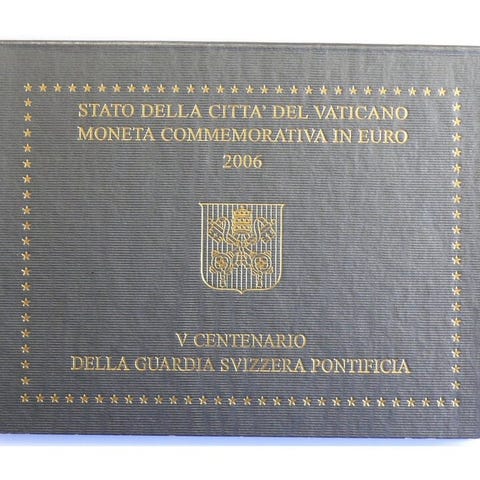 STATO DELLA CITTA' DEL VATICANO
MONETA COMMEMORATIVA IN EURO
2006
V CENTENARIO
DELLA GUARDIA SVIZZERA PONTIFICIA